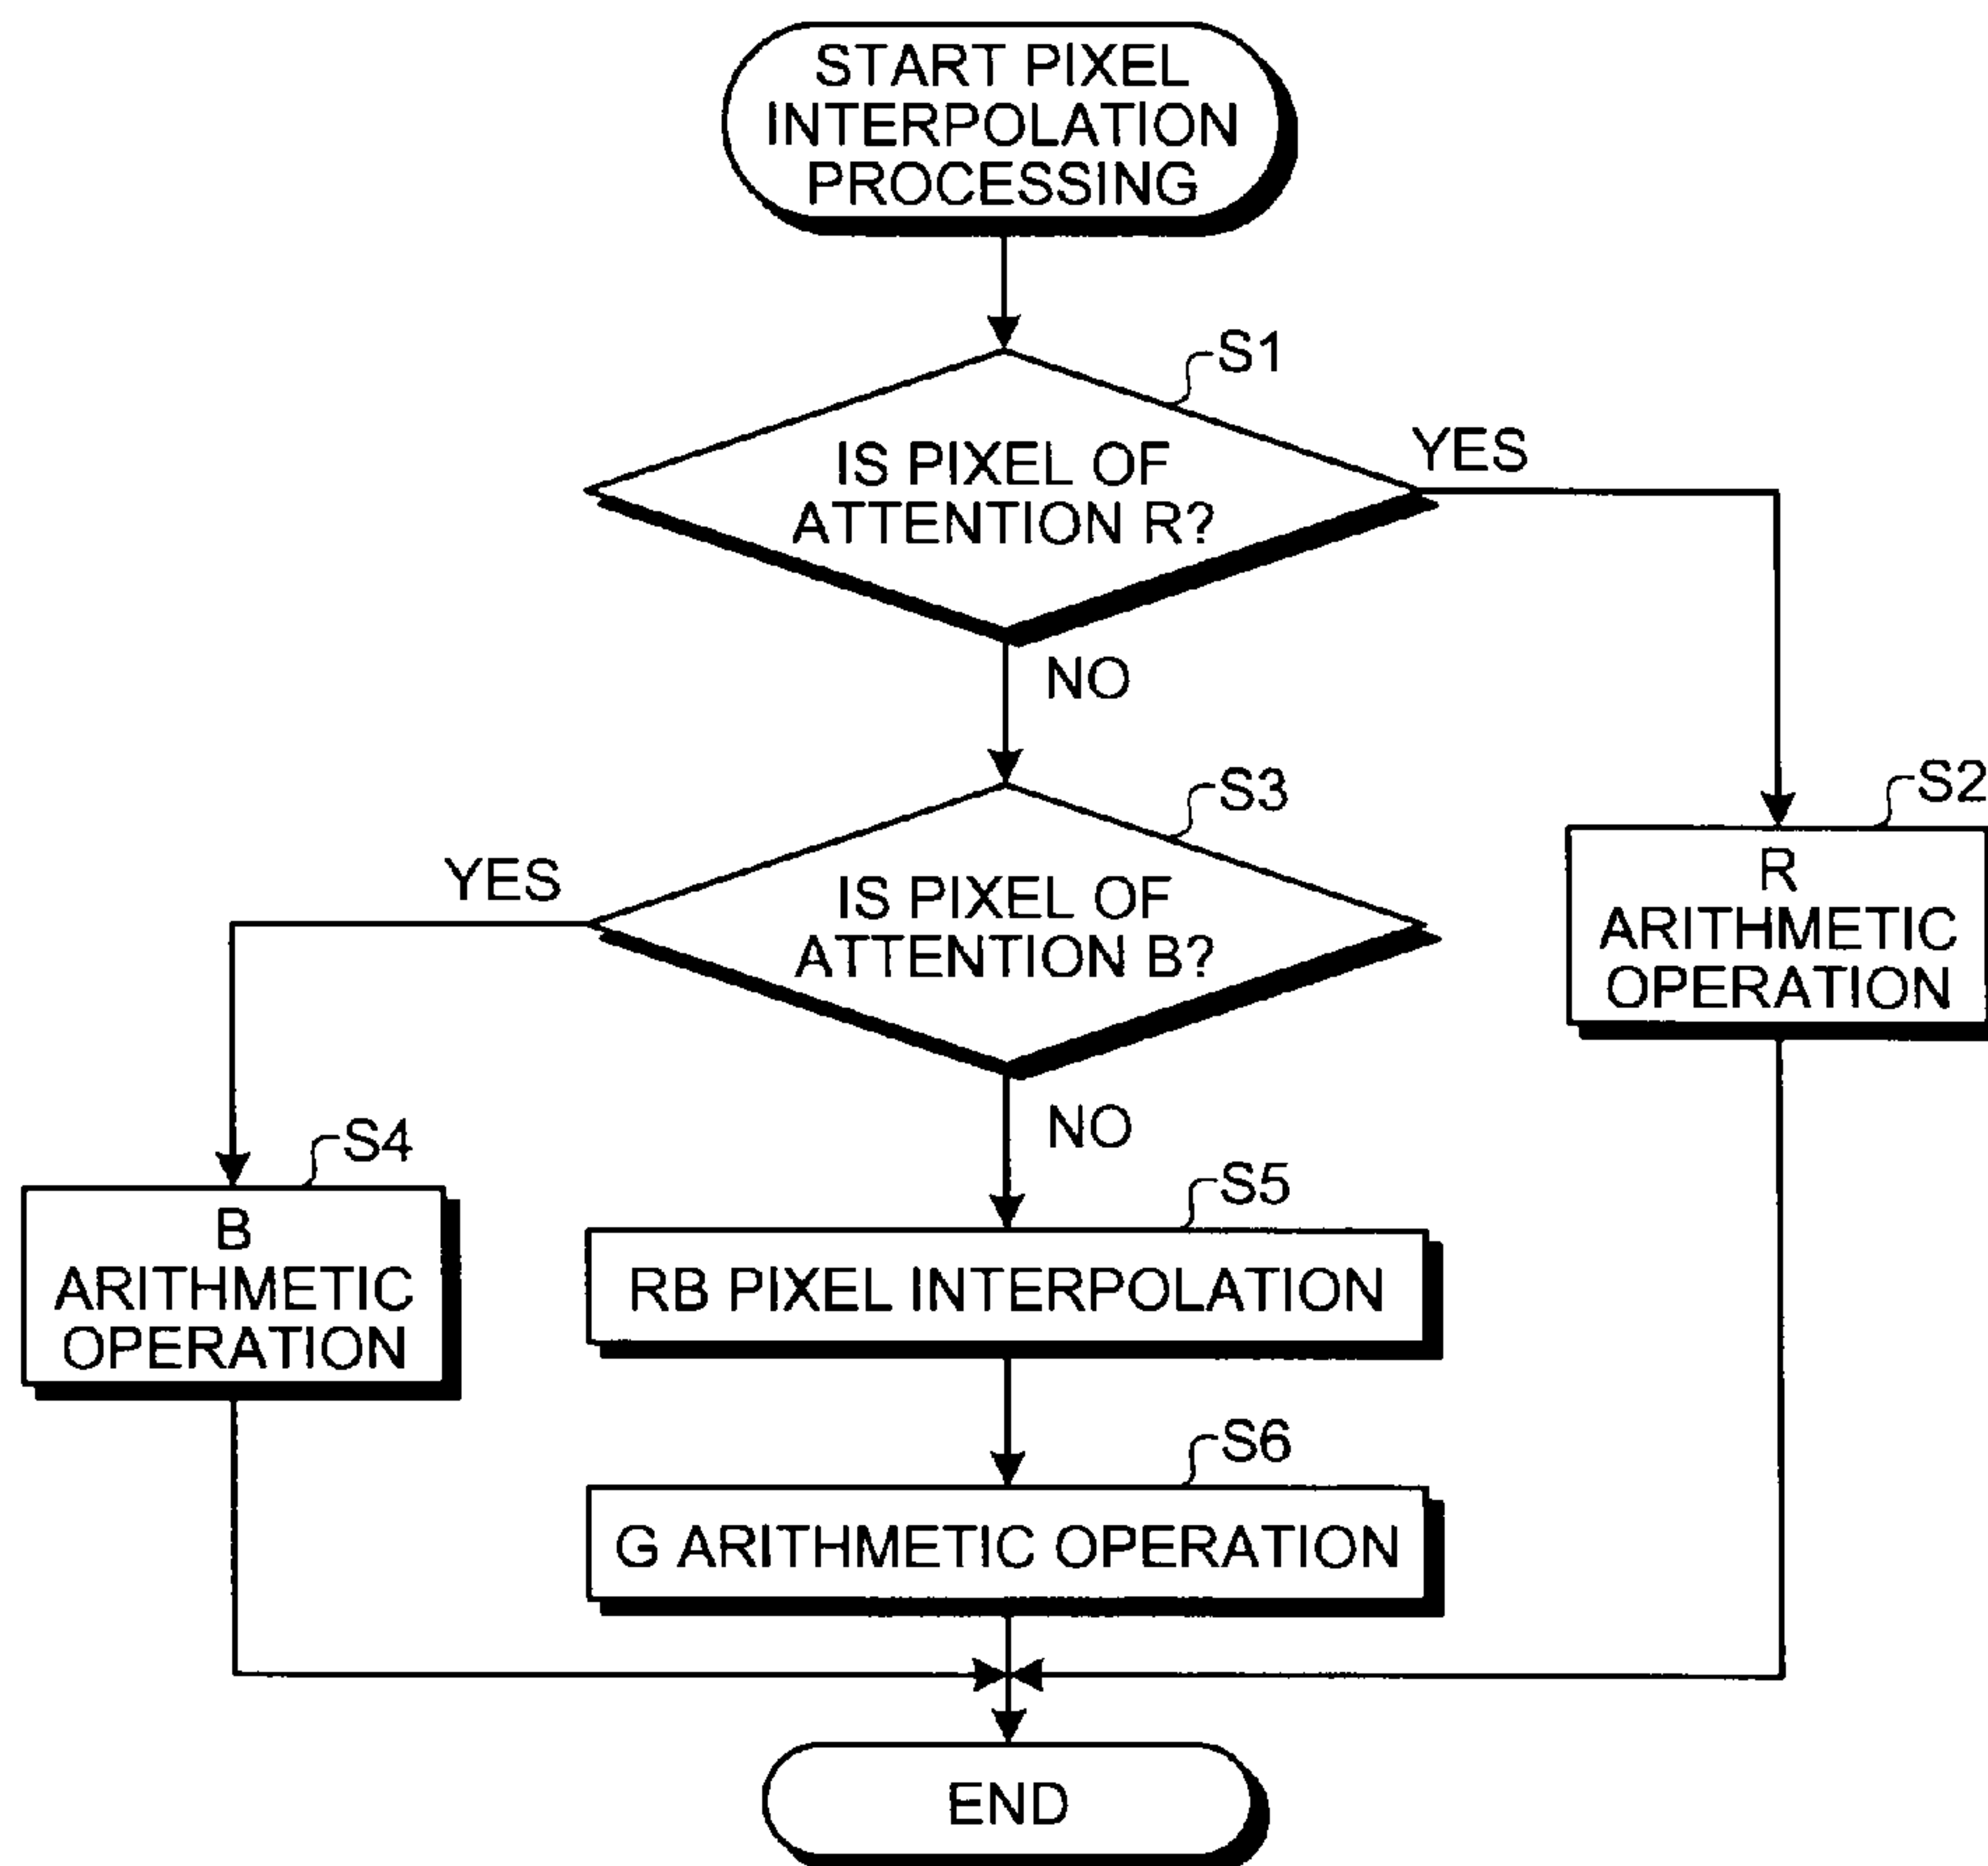 START PIXEL
INTERPOLATION
PROCESSING
S1
IS PIXEL OF
ATTENTION R?
YES
NO
S3
IS PIXEL OF
ATTENTION B?
YES
S2
R
ARITHMETIC
OPERATION
NO
S4
B
ARITHMETIC
OPERATION
S5
RB PIXEL INTERPOLATION
S6
G ARITHMETIC OPERATION
END